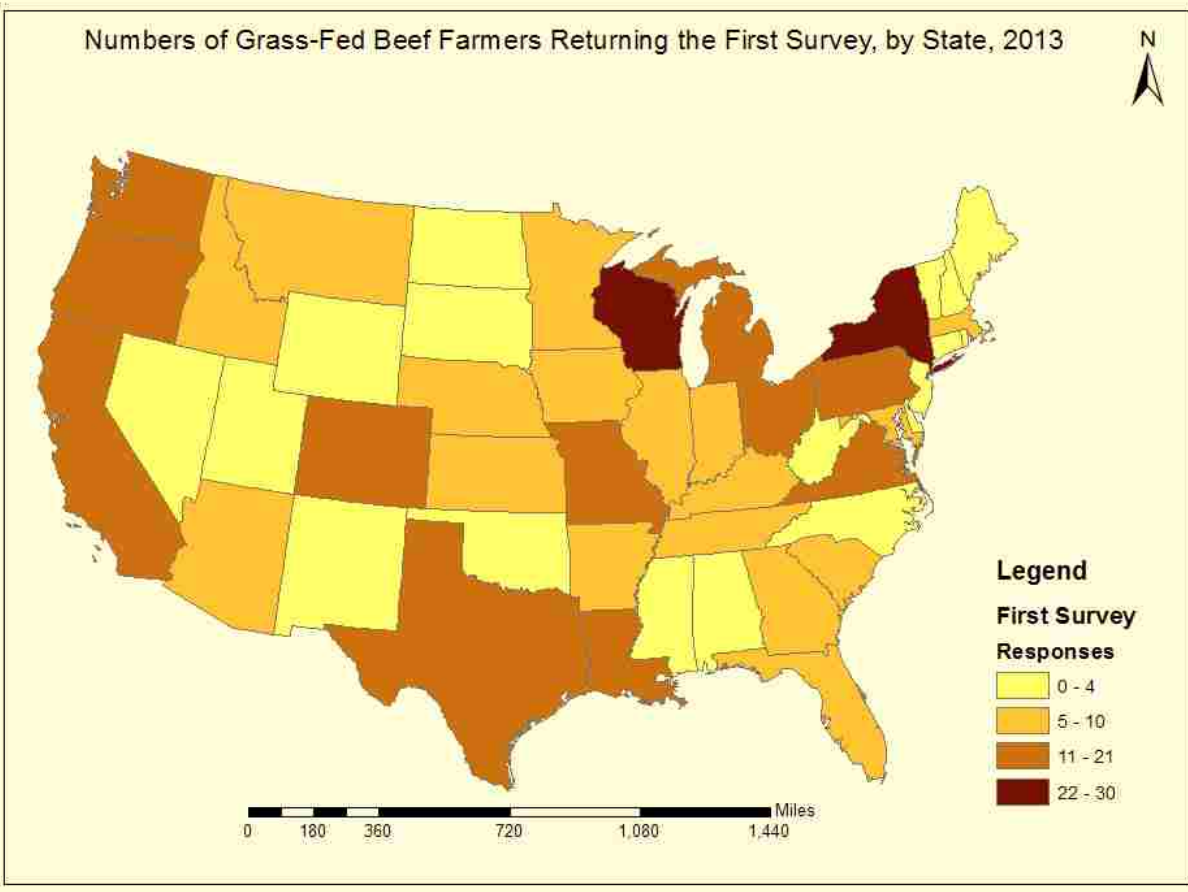 Numbers of Grass-Fed Beef Farmers Returning the First Survey, by State, 2013
N
Legend
First Survey
Responses
0 - 4
5 - 10
11 - 21
22 - 30
Miles
0 180 360 720 1,080 1,440